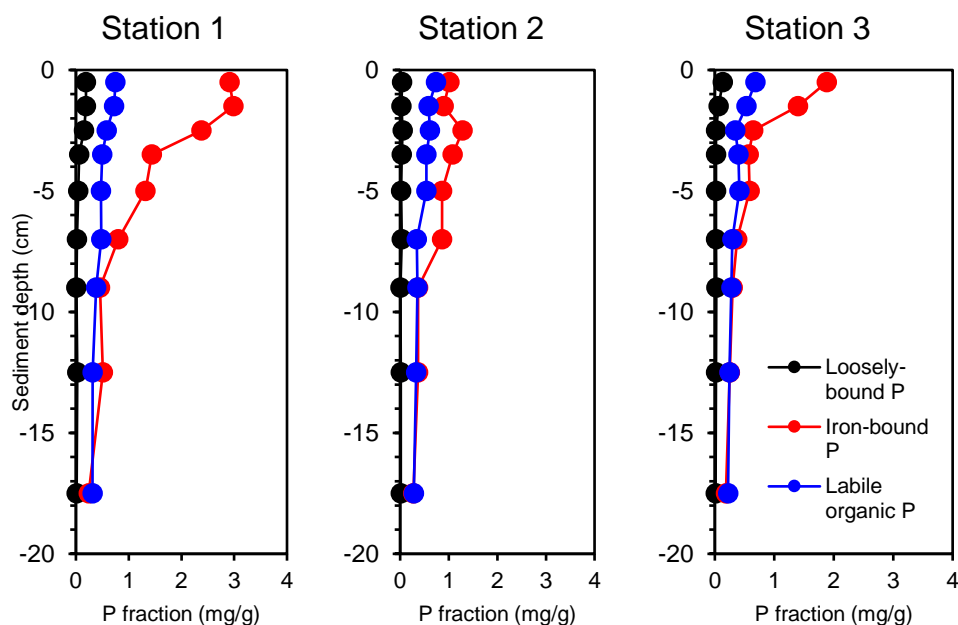 Station 1
Station 2
Station 3
0
-5
-10
-15
-20
0
-5
-10
-15
-20
0
-5
-10
-15
-20
Sediment depth (cm)
Loosely-
bound P
Iron-bound
P
Labile
organic P
0 1 2 3 4
0 1 2 3 4
0 1 2 3 4
P fraction (mg/g)
P fraction (mg/g)
P fraction (mg/g)